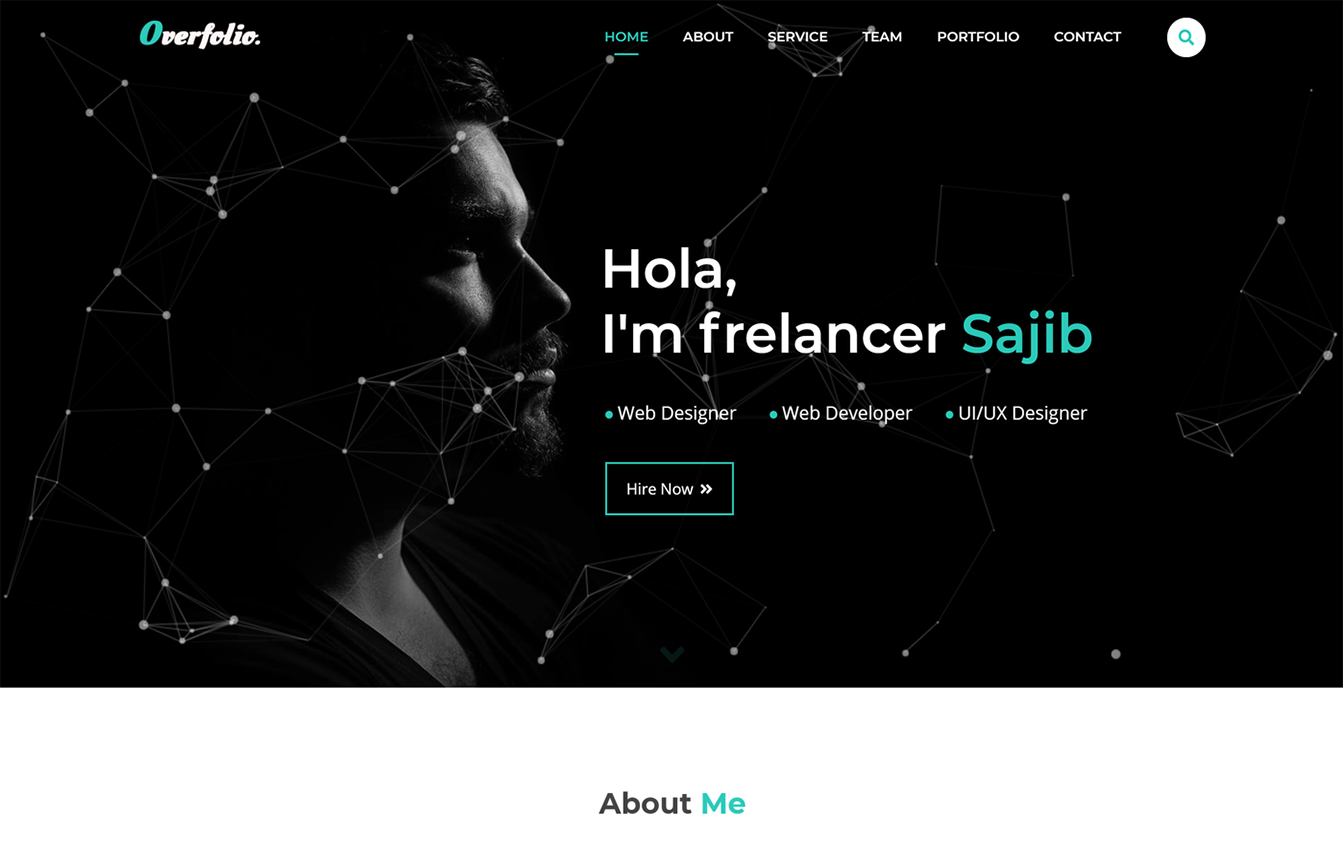 Overfolio.
HOME ABOUT SERVICE TEAM PORTFOLIO CONTACT
Hola,
I'm frelancer Sajib
Web Designer Web Developer UI/UX Designer
Hire Now
About Me